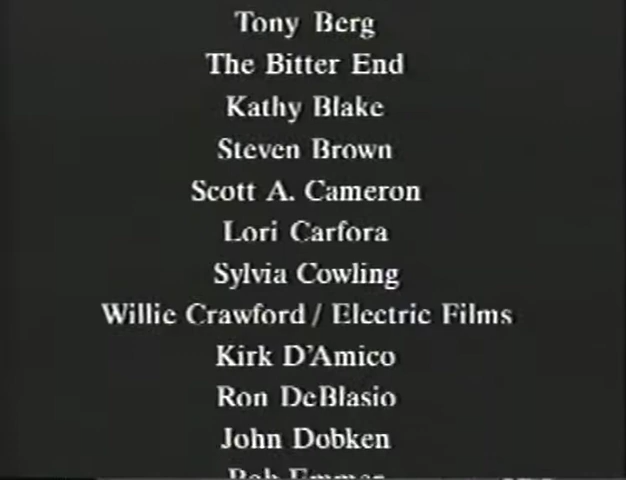 Tony Berg
The Bitter End
Kathy Blake
Steven Brown
Scott A. Cameron
Lori Carfora
Sylvia Cowling
Willie Crawford / Electric Films
Kirk D'Amico
Ron DeBlasio
John Dobken